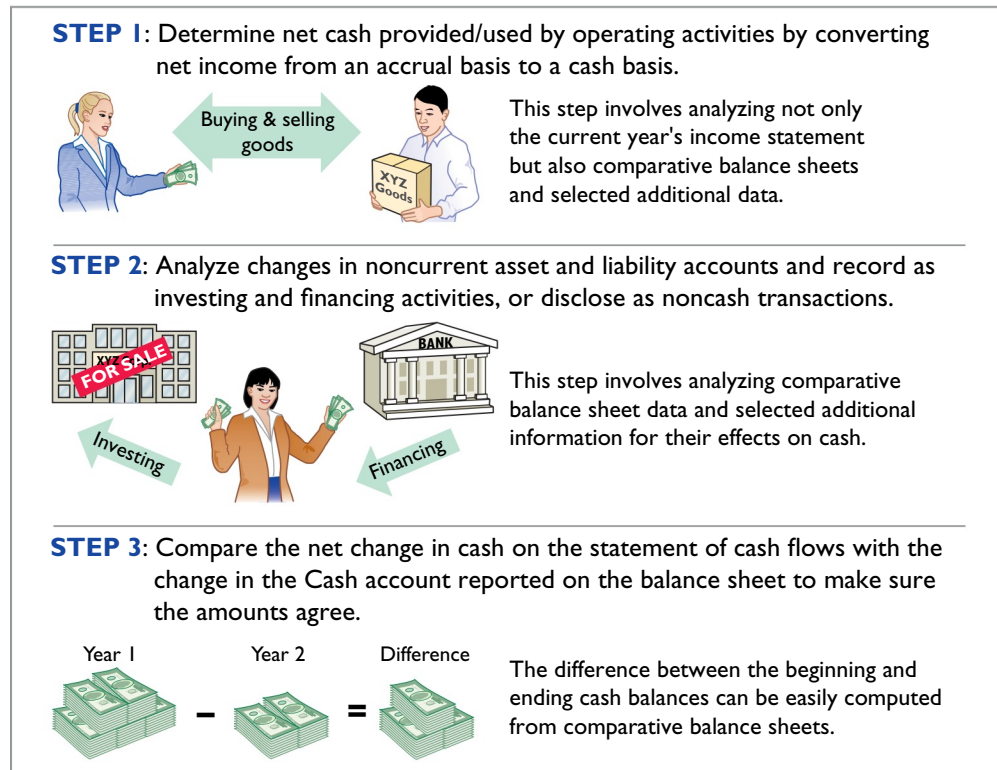 STEP 1: Determine net cash provided/used by operating activities by converting
net income from an accrual basis to a cash basis.
Buying & selling
goods
XYZ
Goods
This step involves analyzing not only
the current year's income statement
but also comparative balance sheets
and selected additional data.
STEP 2: Analyze changes in noncurrent asset and liability accounts and record as
investing and financing activities, or disclose as noncash transactions.
FOR SALE
BANK
Investing
Financing
This step involves analyzing comparative
balance sheet data and selected additional
information for their effects on cash.
STEP 3: Compare the net change in cash on the statement of cash flows with the
change in the Cash account reported on the balance sheet to make sure
the amounts agree.
Year 1
Year 2
Difference
–
=
The difference between the beginning and
ending cash balances can be easily computed
from comparative balance sheets.